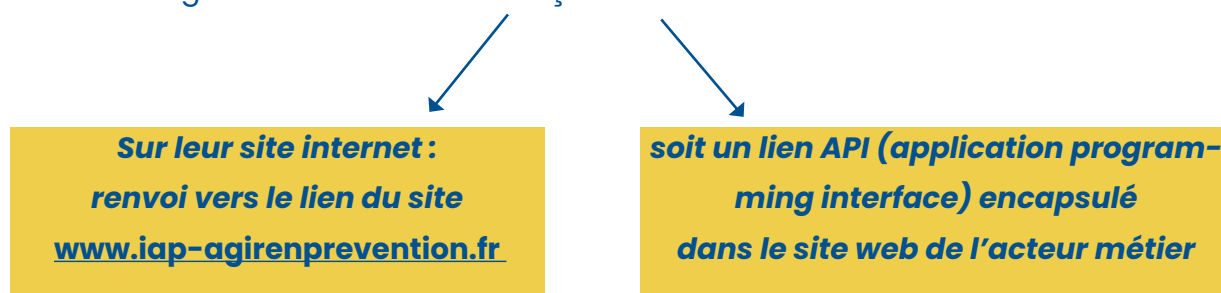 Sur leur site internet :
renvoi vers le lien du site
www.iap-agirenprevention.fr
soit un lien API (application program-
ming interface) encapsulé
dans le site web de l’acteur métier